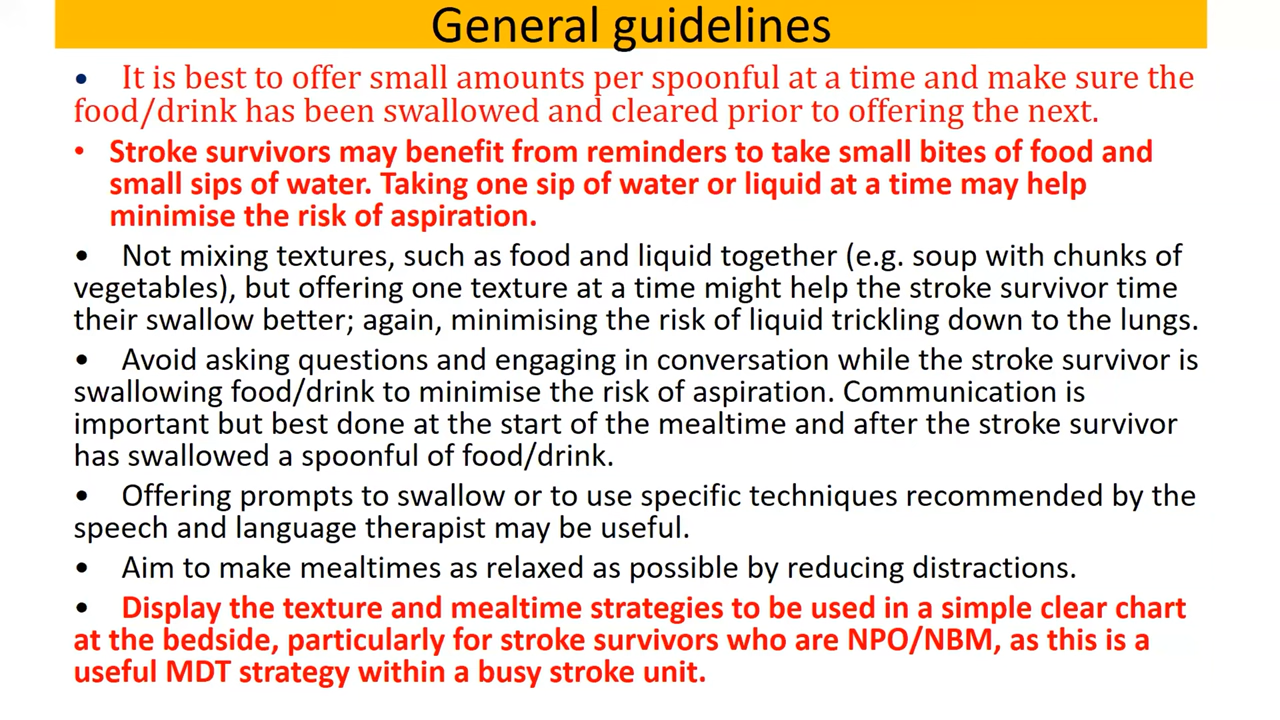 General guidelines
• It is best to offer small amounts per spoonful at a time and make sure the
food/drink has been swallowed and cleared prior to offering the next.
• Stroke survivors may benefit from reminders to take small bites of food and
small sips of water. Taking one sip of water or liquid at a time may help
minimise the risk of aspiration.
• Not mixing textures, such as food and liquid together (e.g. soup with chunks of
vegetables), but offering one texture at a time might help the stroke survivor time
their swallow better; again, minimising the risk of liquid trickling down to the lungs.
• Avoid asking questions and engaging in conversation while the stroke survivor is
swallowing food/drink to minimise the risk of aspiration. Communication is
important but best done at the start of the mealtime and after the stroke survivor
has swallowed a spoonful of food/drink.
• Offering prompts to swallow or to use specific techniques recommended by the
speech and language therapist may be useful.
• Aim to make mealtimes as relaxed as possible by reducing distractions.
• Display the texture and mealtime strategies to be used in a simple clear chart
at the bedside, particularly for stroke survivors who are NPO/NBM, as this is a
useful MDT strategy within a busy stroke unit.